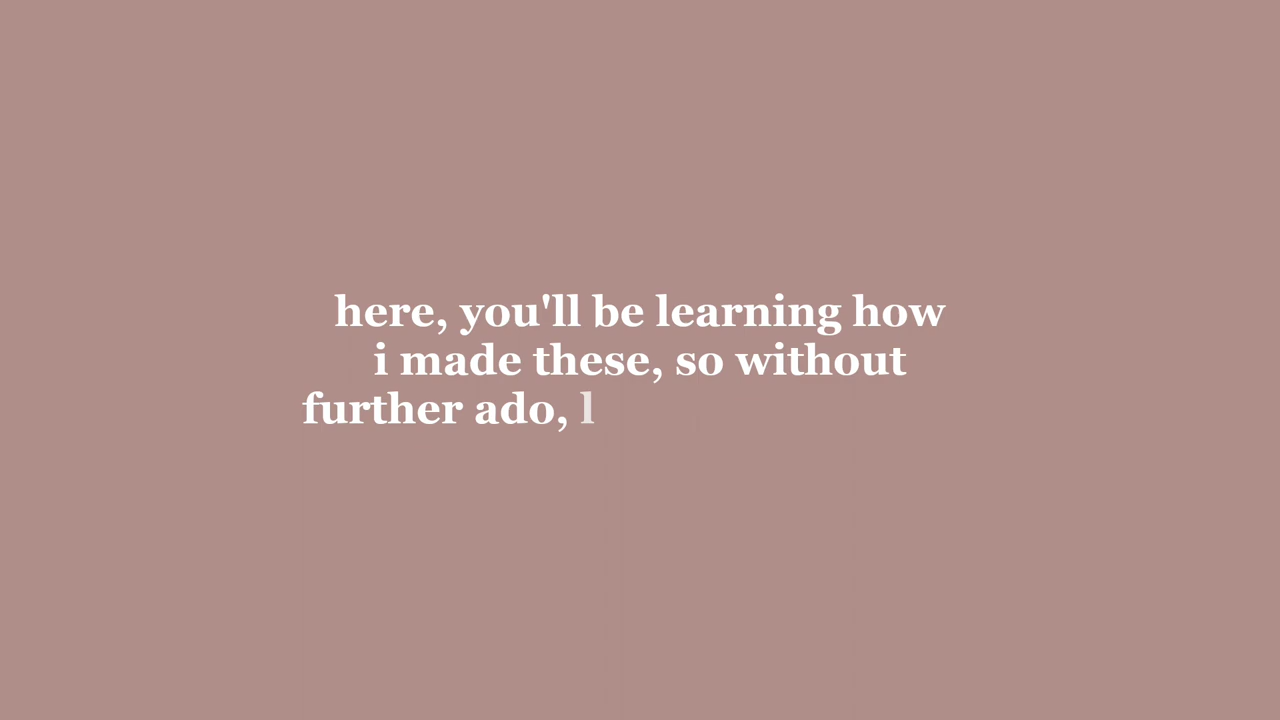 here, you'll be learning how
i made these, so without
further ado, l